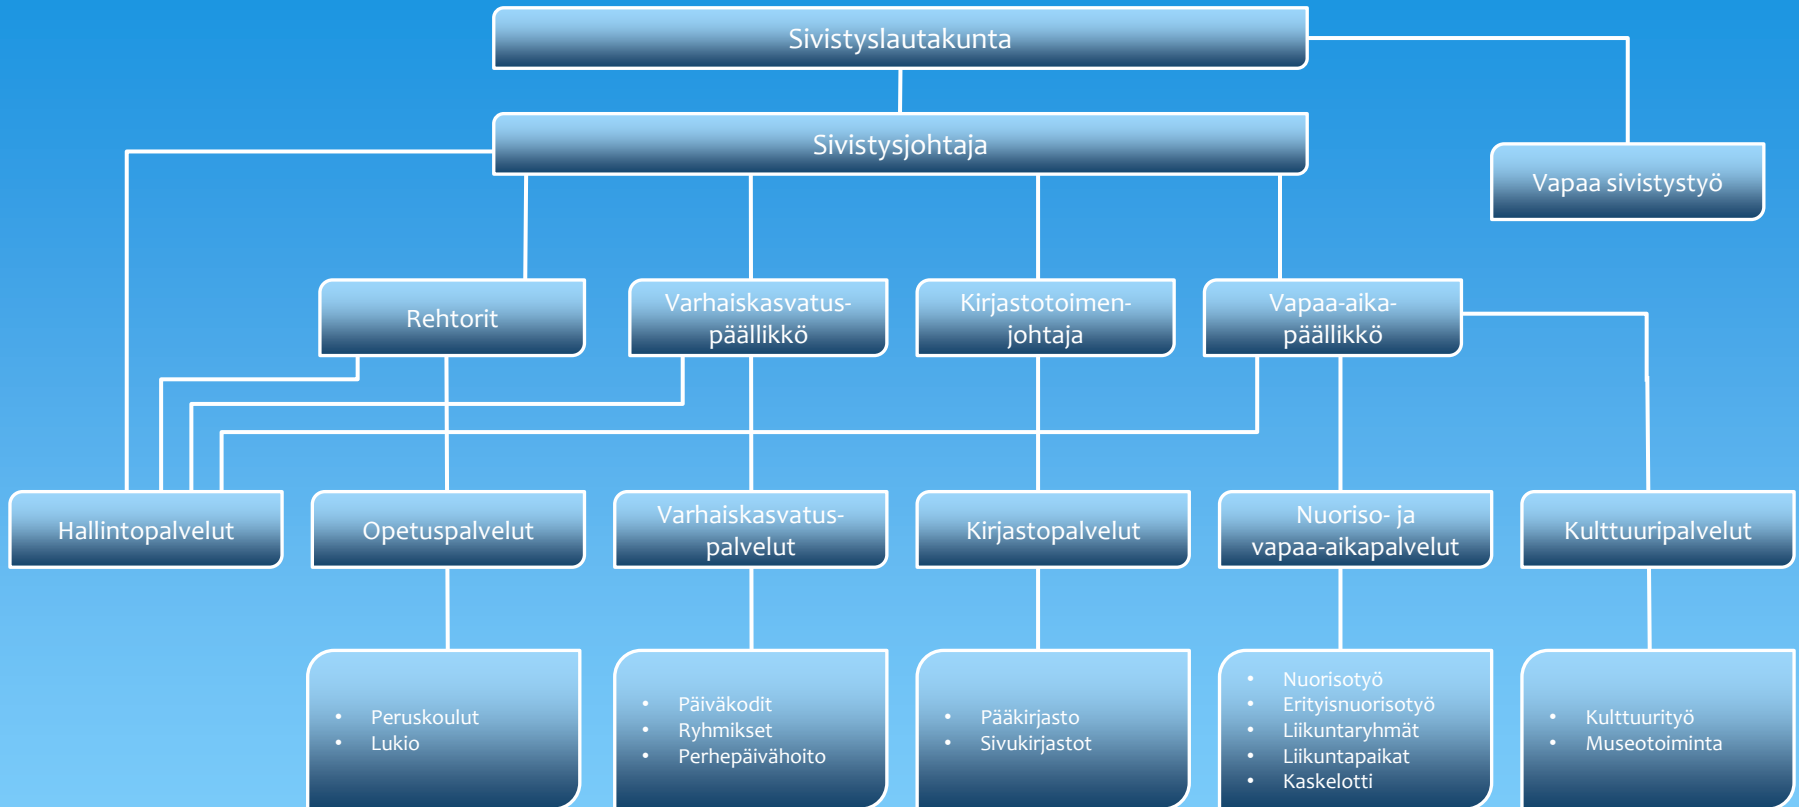 Sivistyslautakunta
Sivistysjohtaja
Vapaa sivistystyö
Rehtorit
Varhaiskasvatus-
päällikkö
Kirjastotoimen-
johtaja
Vapaa-aika-
päällikkö
Hallintopalvelut
Opetuspalvelut
Varhaiskasvatus-
palvelut
Kirjastopalvelut
Nuoriso- ja
vapaa-aikapalvelut
Kulttuuripalvelut
• Peruskoulut
• Lukio
• Päiväkodit
• Ryhmikset
• Perhepäivähoito
• Pääkirjasto
• Sivukirjastot
• Nuorisotyö
• Erityisnuorisotyö
• Liikuntaryhmät
• Liikuntapaikat
• Kaskelotti
• Kulttuurityö
• Museotoiminta